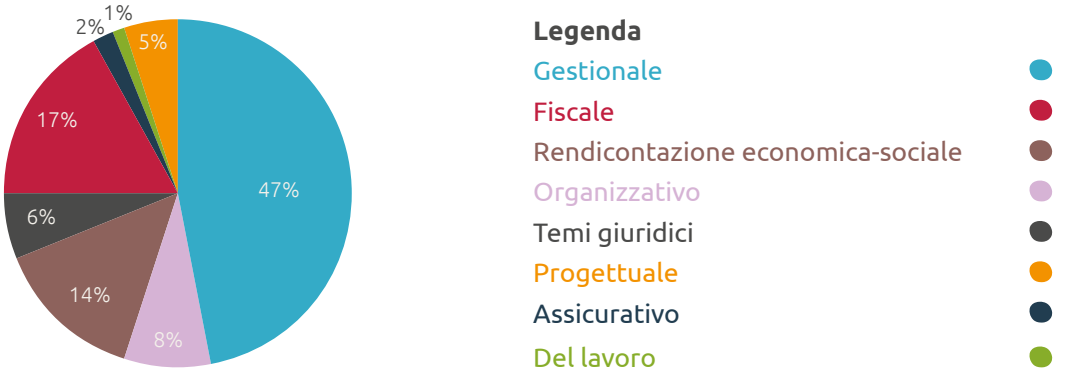 1%
2%
5%
17%
47%
6%
14%
8%
Legenda
Gestionale
Fiscale
Rendicontazione economica-sociale
Organizzativo
Temi giuridici
Progettuale
Assicurativo
Del lavoro